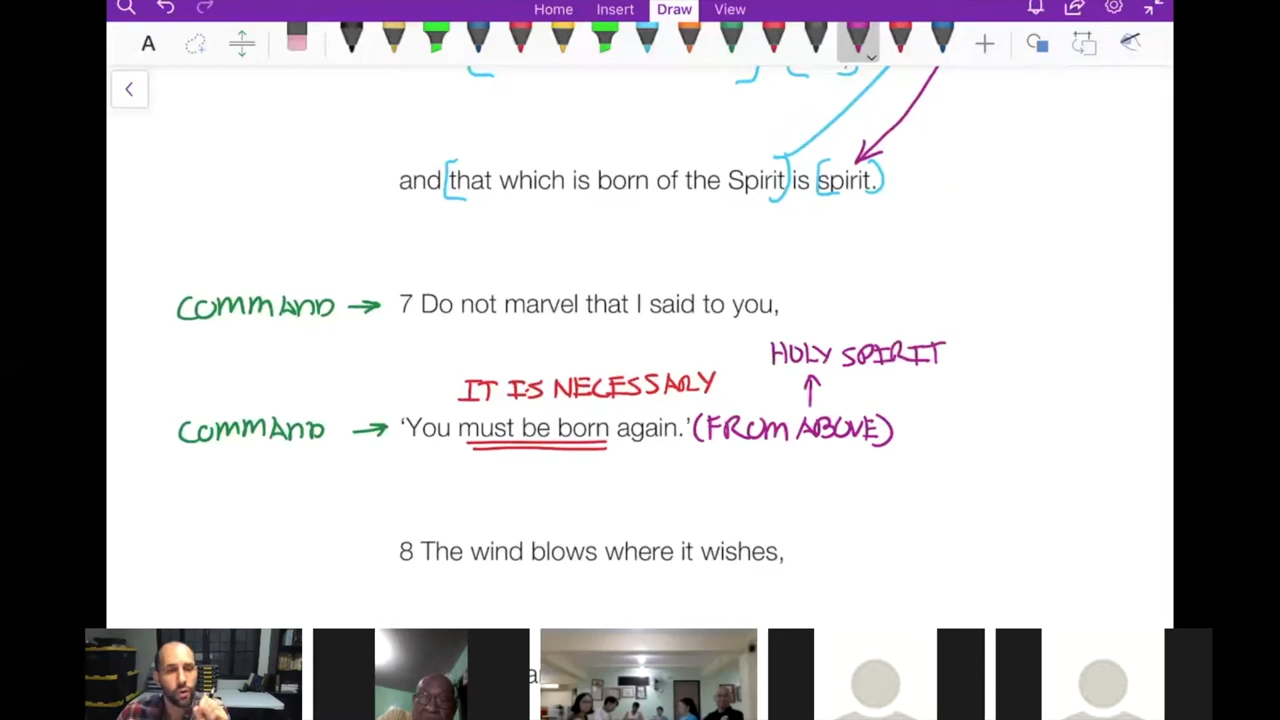 Home Insert Draw View
A
and [that which is born of the Spirit] is [spirit.)
COMMAND → 7 Do not marvel that I said to you,
HOLY SPIRIT
IT IS NECESSARY ↑
COMMAND → ‘You must be born again.’ (FROM ABOVE)
8 The wind blows where it wishes,